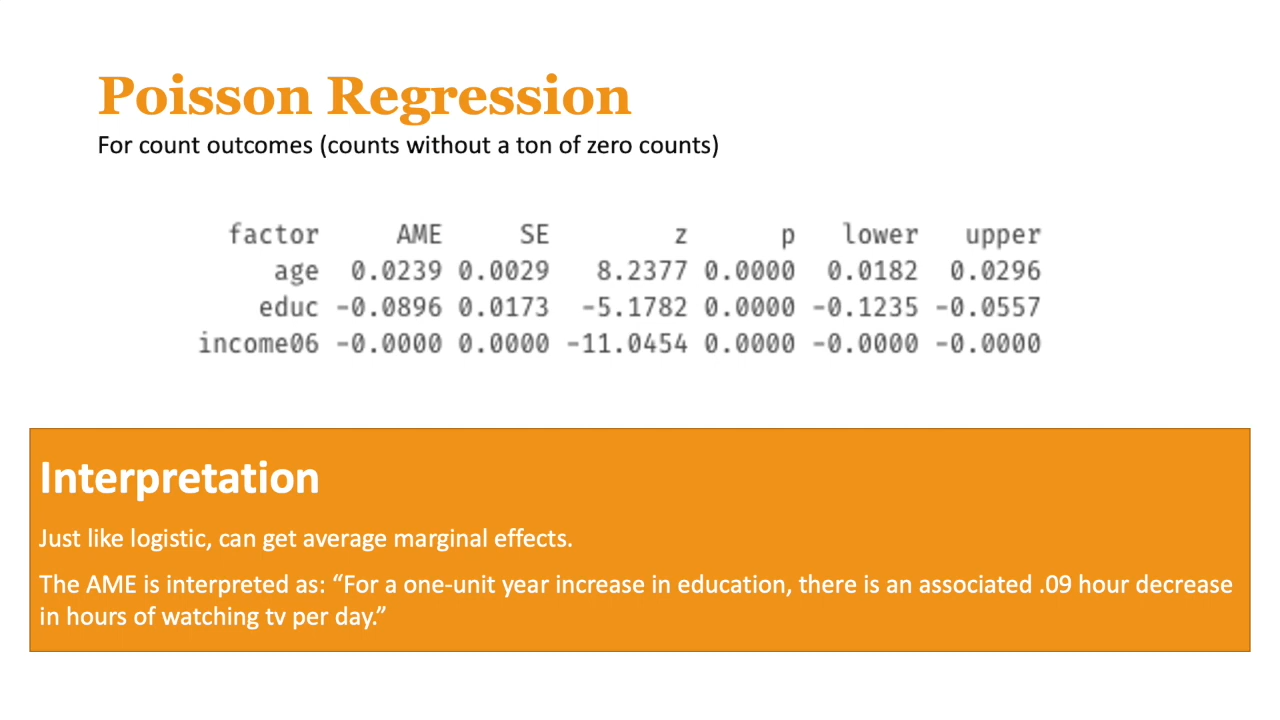 Poisson Regression
For count outcomes (counts without a ton of zero counts)
factor AME SE z p lower upper
age 0.0239 0.0029 8.2377 0.0000 0.0182 0.0296
educ -0.0896 0.0173 -5.1782 0.0000 -0.1235 -0.0557
income06 -0.0000 0.0000 -11.0454 0.0000 -0.0000 -0.0000
Interpretation
Just like logistic, can get average marginal effects.
The AME is interpreted as: “For a one-unit year increase in education, there is an associated .09 hour decrease
in hours of watching tv per day.”